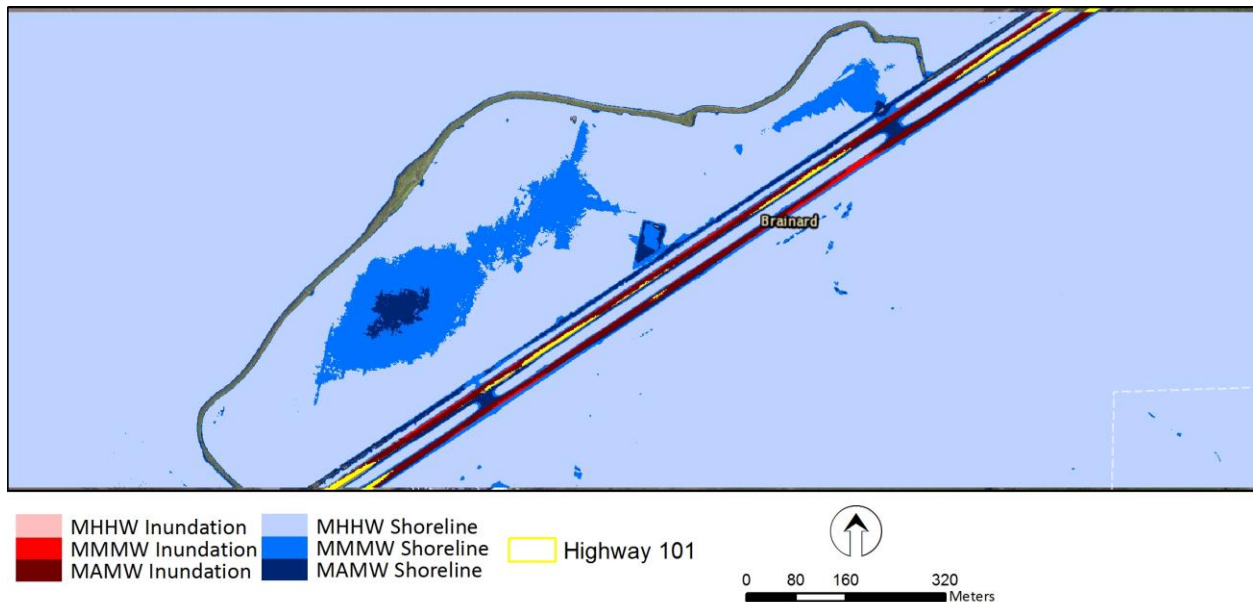 Brainard
MHHW Inundation
MMMW Inundation
MAMW Inundation
MHHW Shoreline
MMMW Shoreline
MAMW Shoreline
Highway 101
0 80 160 320
Meters